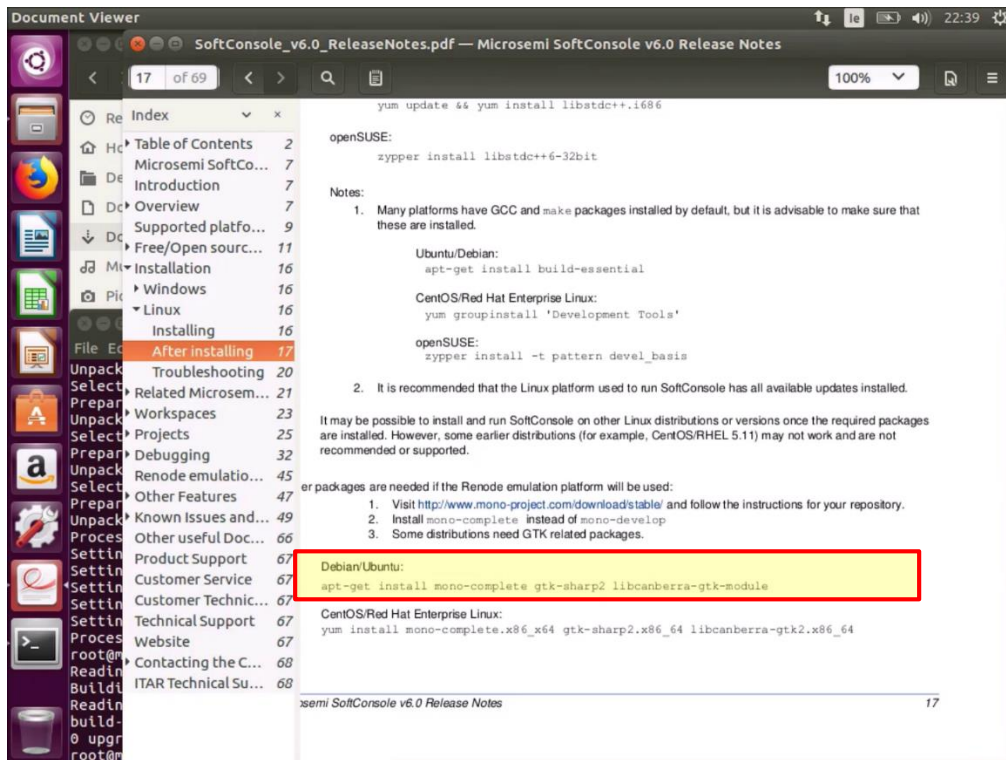 Document Viewer
le
22:39
SoftConsole_v6.0_ReleaseNotes.pdf — Microsemi SoftConsole v6.0 Release Notes
17 of 69
100%
Index
Table of Contents 2
Microsemi SoftCo... 7
Introduction 7
Overview 7
Supported platfo... 9
Free/Open sourc... 11
Installation 16
Windows 16
Linux 16
Installing 16
After installing 17
Troubleshooting 20
Related Microsem... 21
Workspaces 23
Projects 25
Debugging 32
Renode emulatio... 45
Other Features 47
Known Issues and... 49
Other useful Doc... 66
Product Support 67
Customer Service 67
Customer Technic... 67
Technical Support 67
Website 67
Contacting the C... 68
ITAR Technical Su... 68
Re
Ho
De
Do
Do
Mu
Pic
File Ed
Unpack
Select
Prepar
Unpack
Select
Prepar
Unpack
Select
Prepar
Unpack
Proces
Settin
Settin
Settin
Settin
Settin
Proces
root@m
Readin
Buildi
Readin
build-
0 upgr
root@m
yum update && yum install libstdc++.i686
openSUSE:
zypper install libstdc++6-32bit
Notes:
1. Many platforms have GCC and make packages installed by default, but it is advisable to make sure that
these are installed.
Ubuntu/Debian:
apt-get install build-essential
CentOS/Red Hat Enterprise Linux:
yum groupinstall 'Development Tools'
openSUSE:
zypper install -t pattern devel_basis
2. It is recommended that the Linux platform used to run SoftConsole has all available updates installed.
It may be possible to install and run SoftConsole on other Linux distributions or versions once the required packages
are installed. However, some earlier distributions (for example, CentOS/RHEL 5.11) may not work and are not
recommended or supported.
er packages are needed if the Renode emulation platform will be used:
1. Visit http://www.mono-project.com/download/stable/ and follow the instructions for your repository.
2. Install mono-complete instead of mono-develop
3. Some distributions need GTK related packages.
Debian/Ubuntu:
apt-get install mono-complete gtk-sharp2 libcanberra-gtk-module
CentOS/Red Hat Enterprise Linux:
yum install mono-complete.x86_x64 gtk-sharp2.x86_64 libcanberra-gtk2.x86_64
osemi SoftConsole v6.0 Release Notes 17